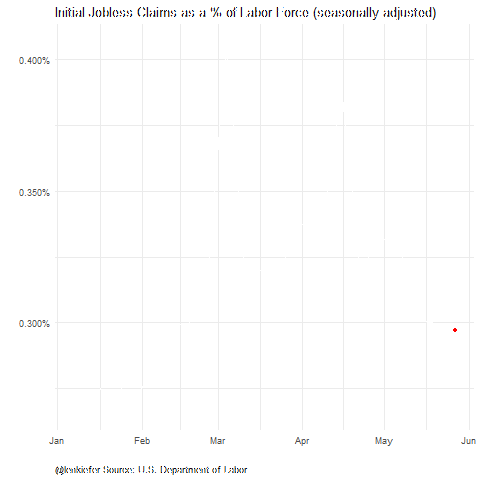 Initial Jobless Claims as a % of Labor Force (seasonally adjusted)
0.400%
0.350%
0.300%
Jan Feb Mar Apr May Jun
@lenkiefer Source: U.S. Department of Labor